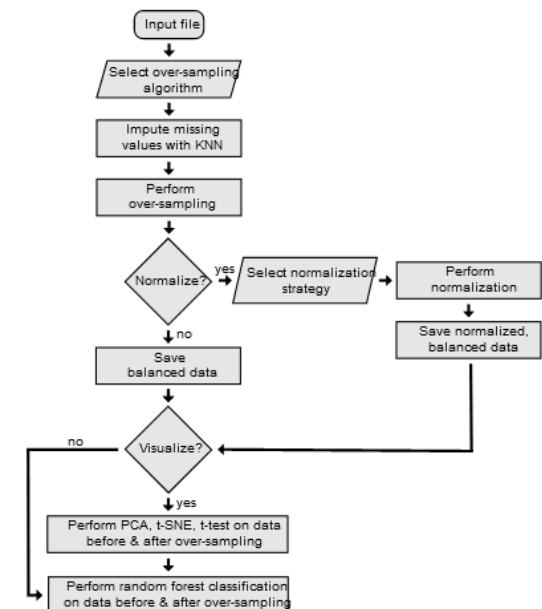 Input file
Select over-sampling
algorithm
Impute missing
values with KNN
Perform
over-sampling
Normalize?
yes
Select normalization
strategy
Perform
normalization
Save normalized,
balanced data
no
Save
balanced data
Visualize?
no
yes
Perform PCA, t-SNE, t-test on data
before & after over-sampling
Perform random forest classification
on data before & after over-sampling